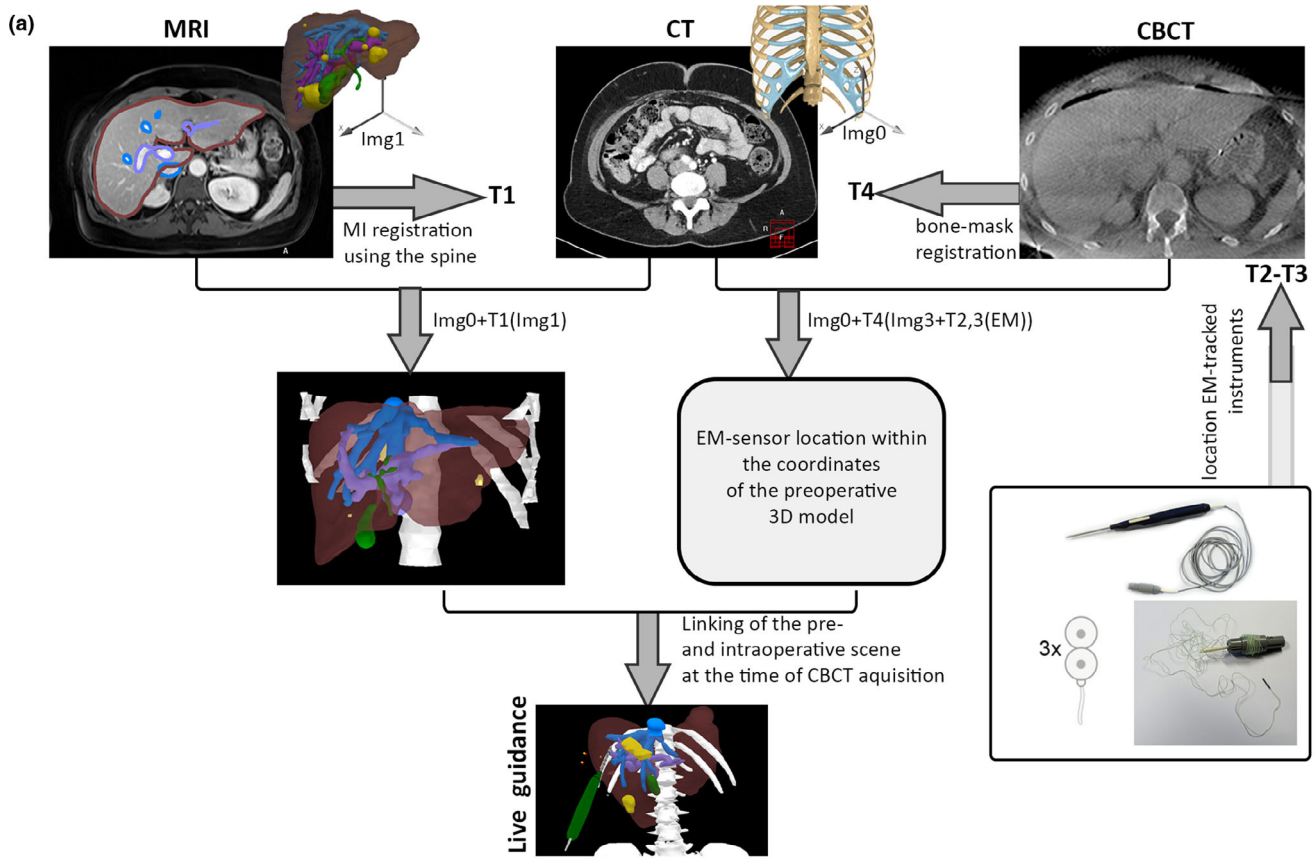 (a)
MRI
CT
CBCT
x
Img1
z
x
Img0
T1
T4
MI registration
using the spine
bone-mask
registration
A
A
R
F
T2-T3
Img0+T1(Img1)
Img0+T4(Img3+T2,3(EM))
location EM-tracked
instruments
EM-sensor location within
the coordinates
of the preoperative
3D model
3x
Linking of the pre-
and intraoperative scene
at the time of CBCT aquisition
Live guidance